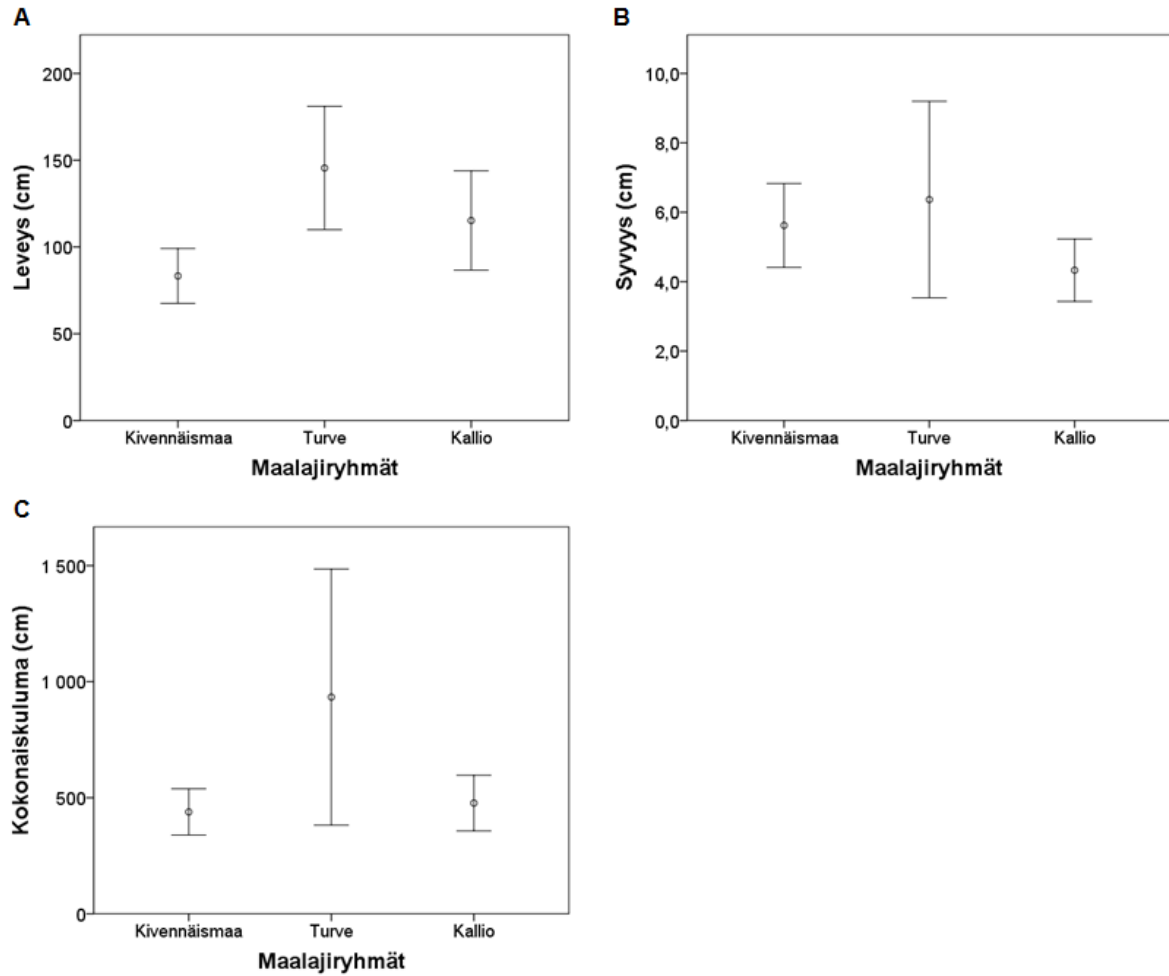 A
Leveys (cm)
200
150
100
50
0
Kivennäismaa Turve Kallio
Maalajiryhmät
B
Syvyys (cm)
10,0
8,0
6,0
4,0
2,0
0,0
Kivennäismaa Turve Kallio
Maalajiryhmät
C
Kokonaiskuluma (cm)
1 500
1 000
500
0
Kivennäismaa Turve Kallio
Maalajiryhmät